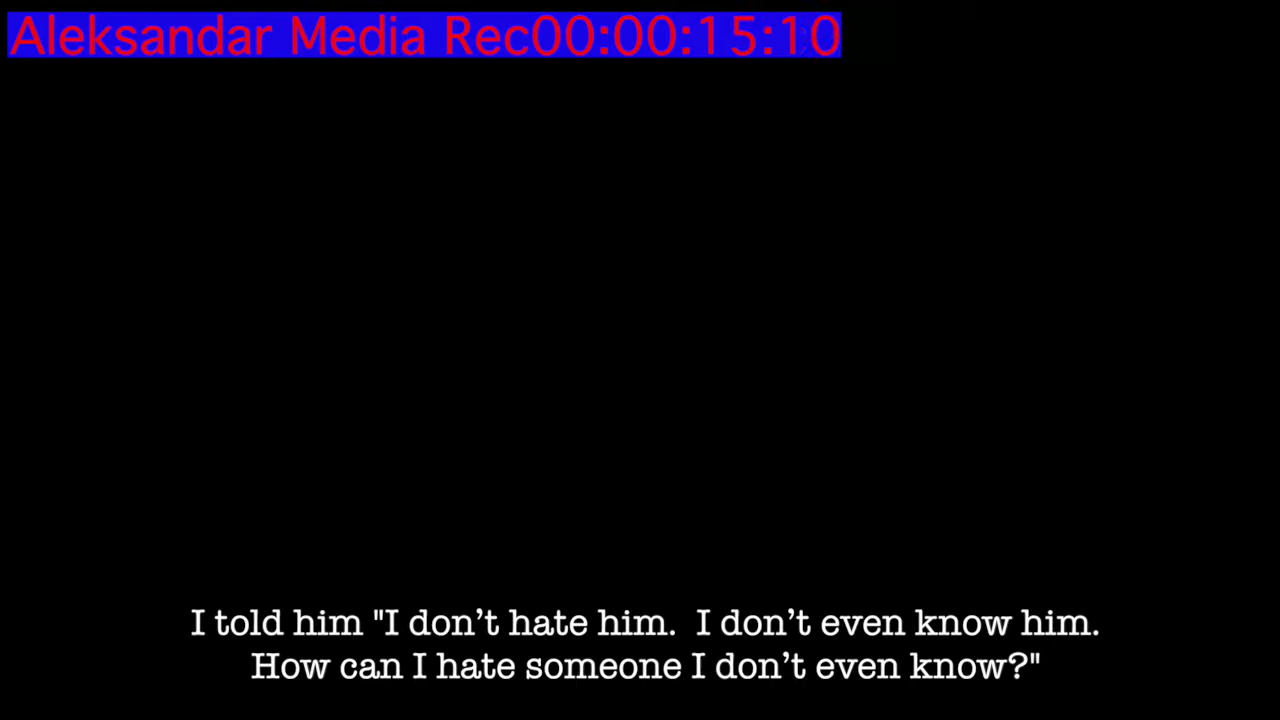 Aleksandar Media Rec00:00:15:10
I told him "I don’t hate him.  I don’t even know him.
How can I hate someone I don’t even know?"